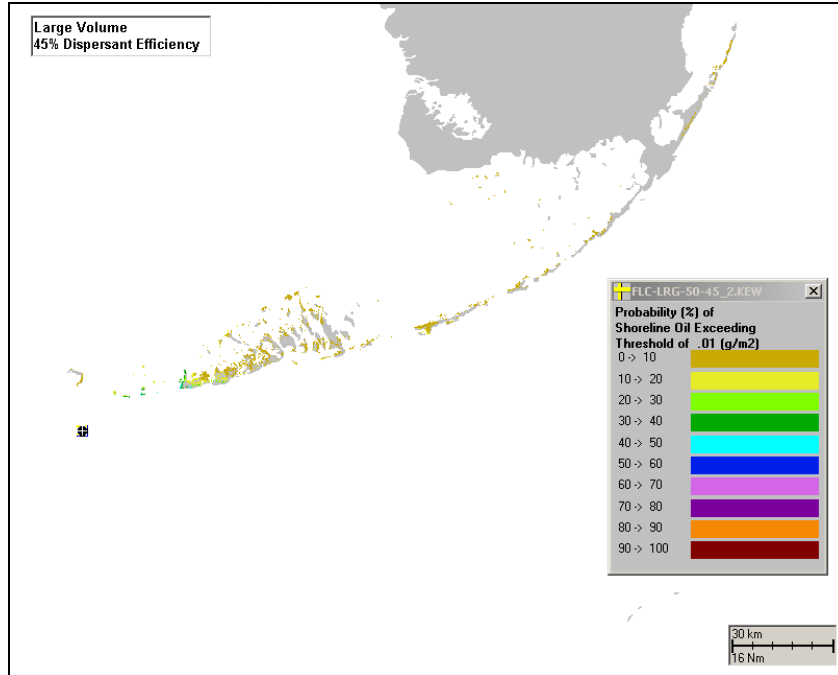 Large Volume
45% Dispersant Efficiency
FLC-LRG-50-45_2.KEW
Probability (%) of
Shoreline Oil Exceeding
Threshold of .01 (g/m2)
0 -> 10
10 -> 20
20 -> 30
30 -> 40
40 -> 50
50 -> 60
60 -> 70
70 -> 80
80 -> 90
90 -> 100
30 km
16 Nm